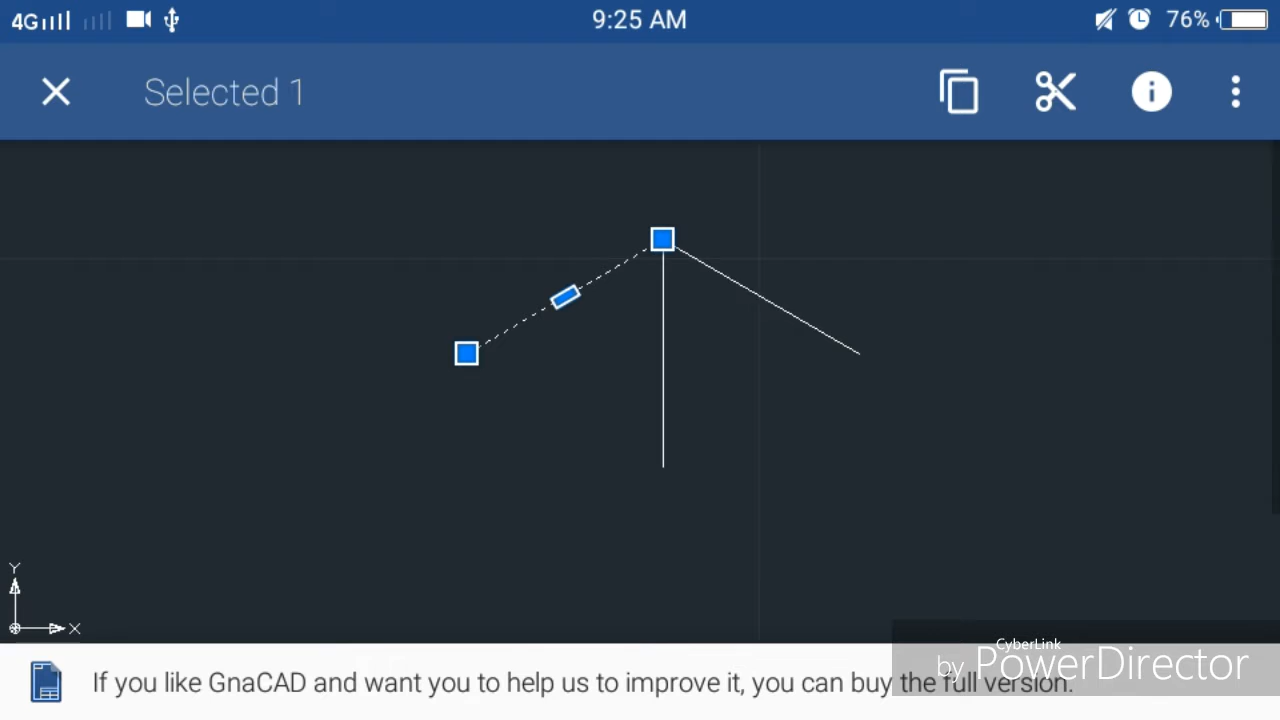 4G 9:25 AM 76%
Selected 1
Y
X
CyberLink
by PowerDirector
If you like GnaCAD and want you to help us to improve it, you can buy the full version.